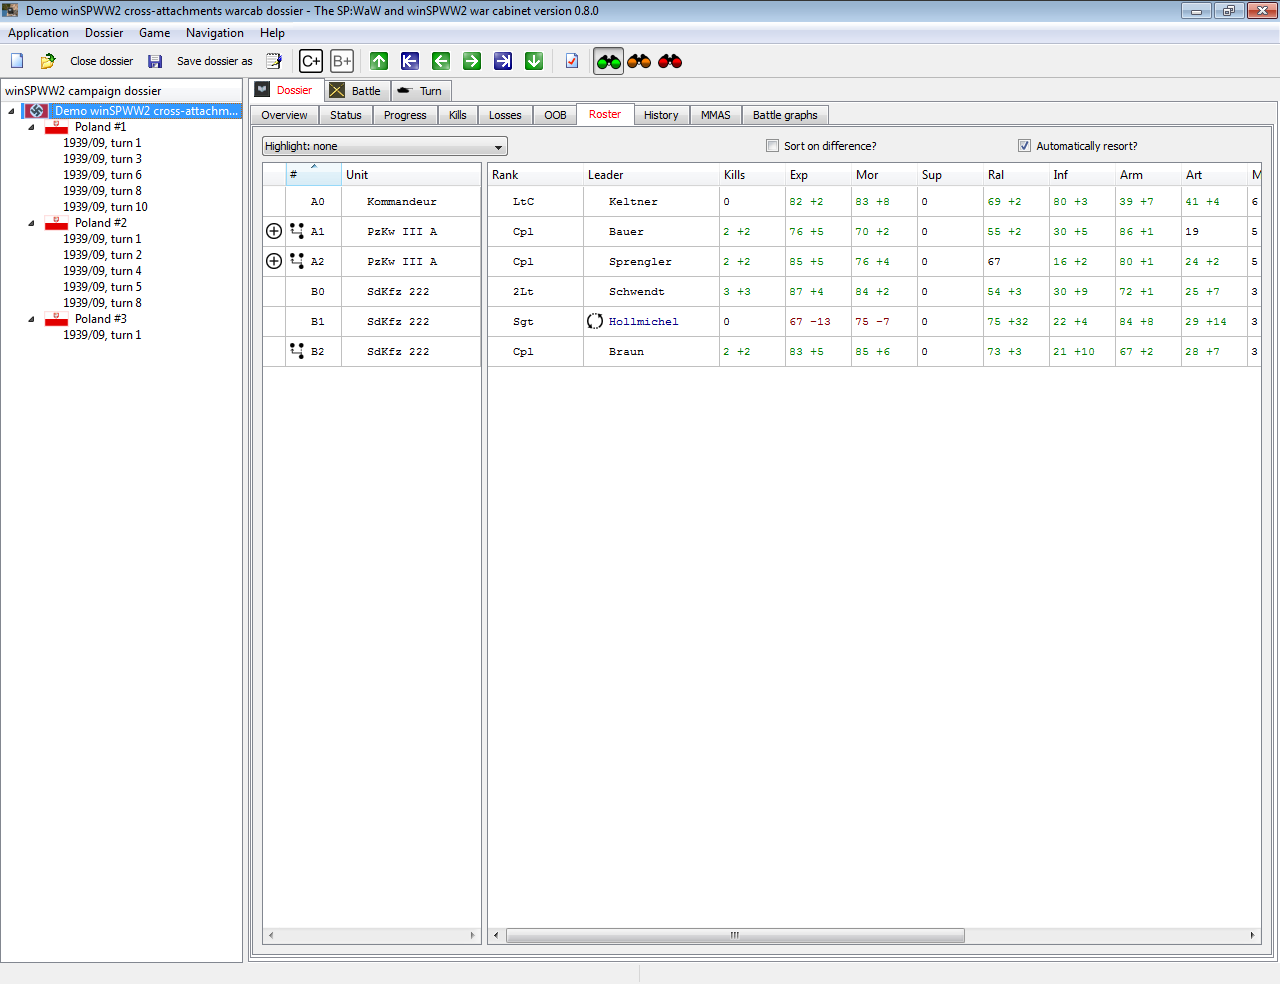 Demo winSPWW2 cross-attachments warcab dossier - The SP:WaW and winSPWW2 war cabinet version 0.8.0
Application Dossier Game Navigation Help
Close dossier Save dossier as C+ B+
winSPWW2 campaign dossier
Demo winSPWW2 cross-attachm...
Poland #1
1939/09, turn 1
1939/09, turn 3
1939/09, turn 6
1939/09, turn 8
1939/09, turn 10
Poland #2
1939/09, turn 1
1939/09, turn 2
1939/09, turn 4
1939/09, turn 5
1939/09, turn 8
Poland #3
1939/09, turn 1
Dossier Battle Turn
Overview Status Progress Kills Losses OOB Roster History MMAS Battle graphs
Highlight: none Sort on difference? Automatically resort?
# Unit Rank Leader Kills Exp Mor Sup Ral Inf Arm Art M
A0 Kommandeur LtC Keltner 0 82 +2 83 +8 0 69 +2 80 +3 39 +7 41 +4 6
A1 PzKw III A Cpl Bauer 2 +2 76 +5 70 +2 0 55 +2 30 +5 86 +1 19 5
A2 PzKw III A Cpl Sprengler 2 +2 85 +5 76 +4 0 67 16 +2 80 +1 24 +2 5
B0 SdKfz 222 2Lt Schwendt 3 +3 87 +4 84 +2 0 54 +3 30 +9 72 +1 25 +7 3
B1 SdKfz 222 Sgt Hollmichel 0 67 -13 75 -7 0 75 +32 22 +4 84 +8 29 +14 3
B2 SdKfz 222 Cpl Braun 2 +2 83 +5 85 +6 0 73 +3 21 +10 67 +2 28 +7 3